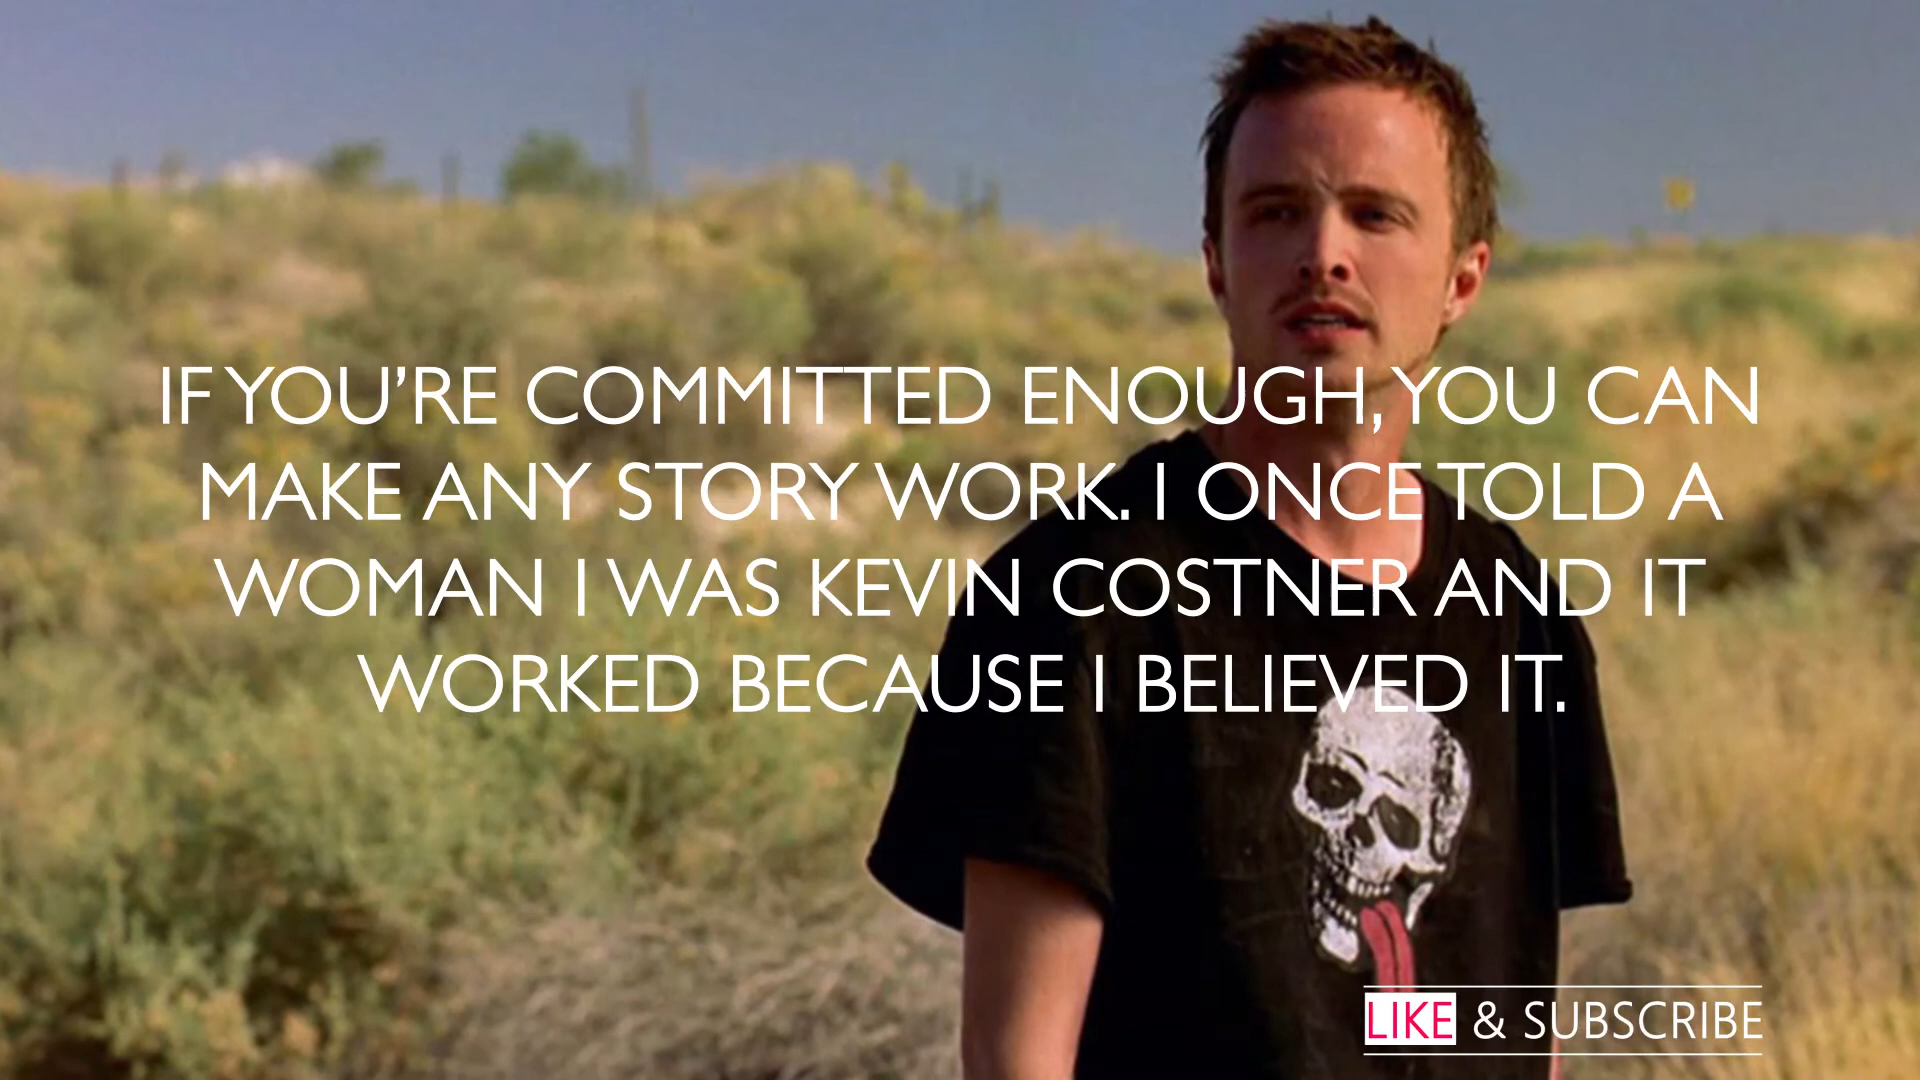 IF YOU’RE COMMITTED ENOUGH, YOU CAN
MAKE ANY STORY WORK. I ONCE TOLD A
WOMAN I WAS KEVIN COSTNER AND IT
WORKED BECAUSE I BELIEVED IT.
LIKE & SUBSCRIBE